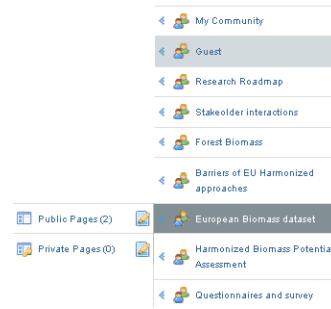 My Community
Guest
Research Roadmap
Stakeolder interactions
Forest Biomass
Barriers of EU Harmonized
approaches
Public Pages (2)
European Biomass dataset
Private Pages (0)
Harmonized Biomass Potentia
Assessment
Questionnaires and survey